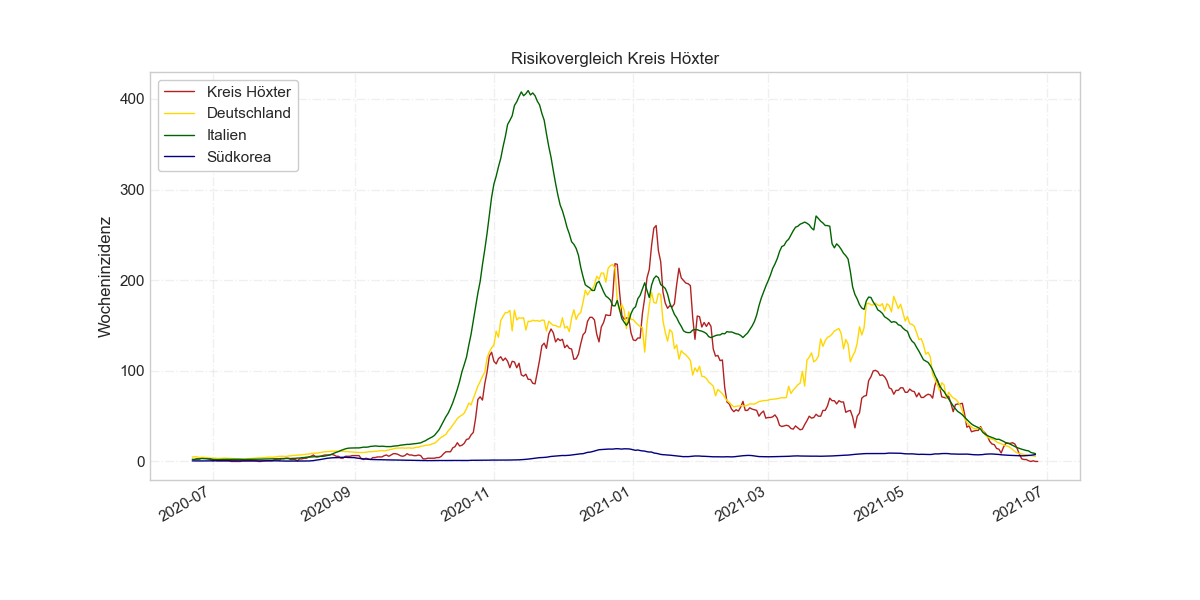 Risikovergleich Kreis Höxter
Kreis Höxter
Deutschland
Italien
Südkorea
Wocheninzidenz
400
300
200
100
0
2020-07
2020-09
2020-11
2021-01
2021-03
2021-05
2021-07